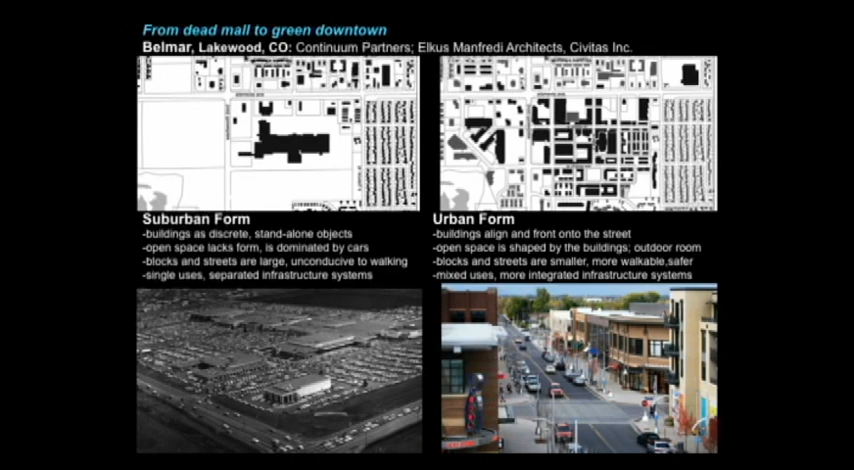 From dead mall to green downtown
Belmar, Lakewood, CO: Continuum Partners; Elkus Manfredi Architects, Civitas Inc.
Suburban Form
-buildings as discrete, stand-alone objects
-open space lacks form, is dominated by cars
-blocks and streets are large, unconducive to walking
-single uses, separated infrastructure systems
Urban Form
-buildings align and front onto the street
-open space is shaped by the buildings; outdoor room
-blocks and streets are smaller, more walkable,safer
-mixed uses, more integrated infrastructure systems